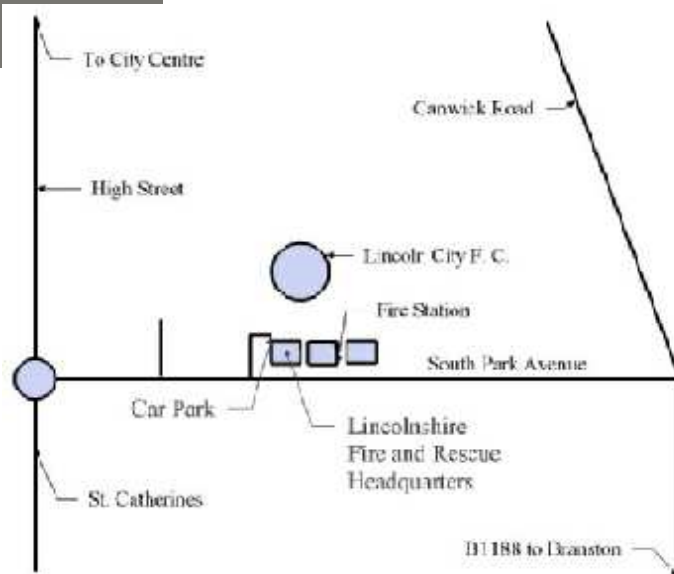 To City Centre
Canwick Road
High Street
Lincoln City F. C.
Fire Station
South Park Avenue
Car Park
Lincolnshire
Fire and Rescue
Headquarters
St. Catherines
B1188 to Branston